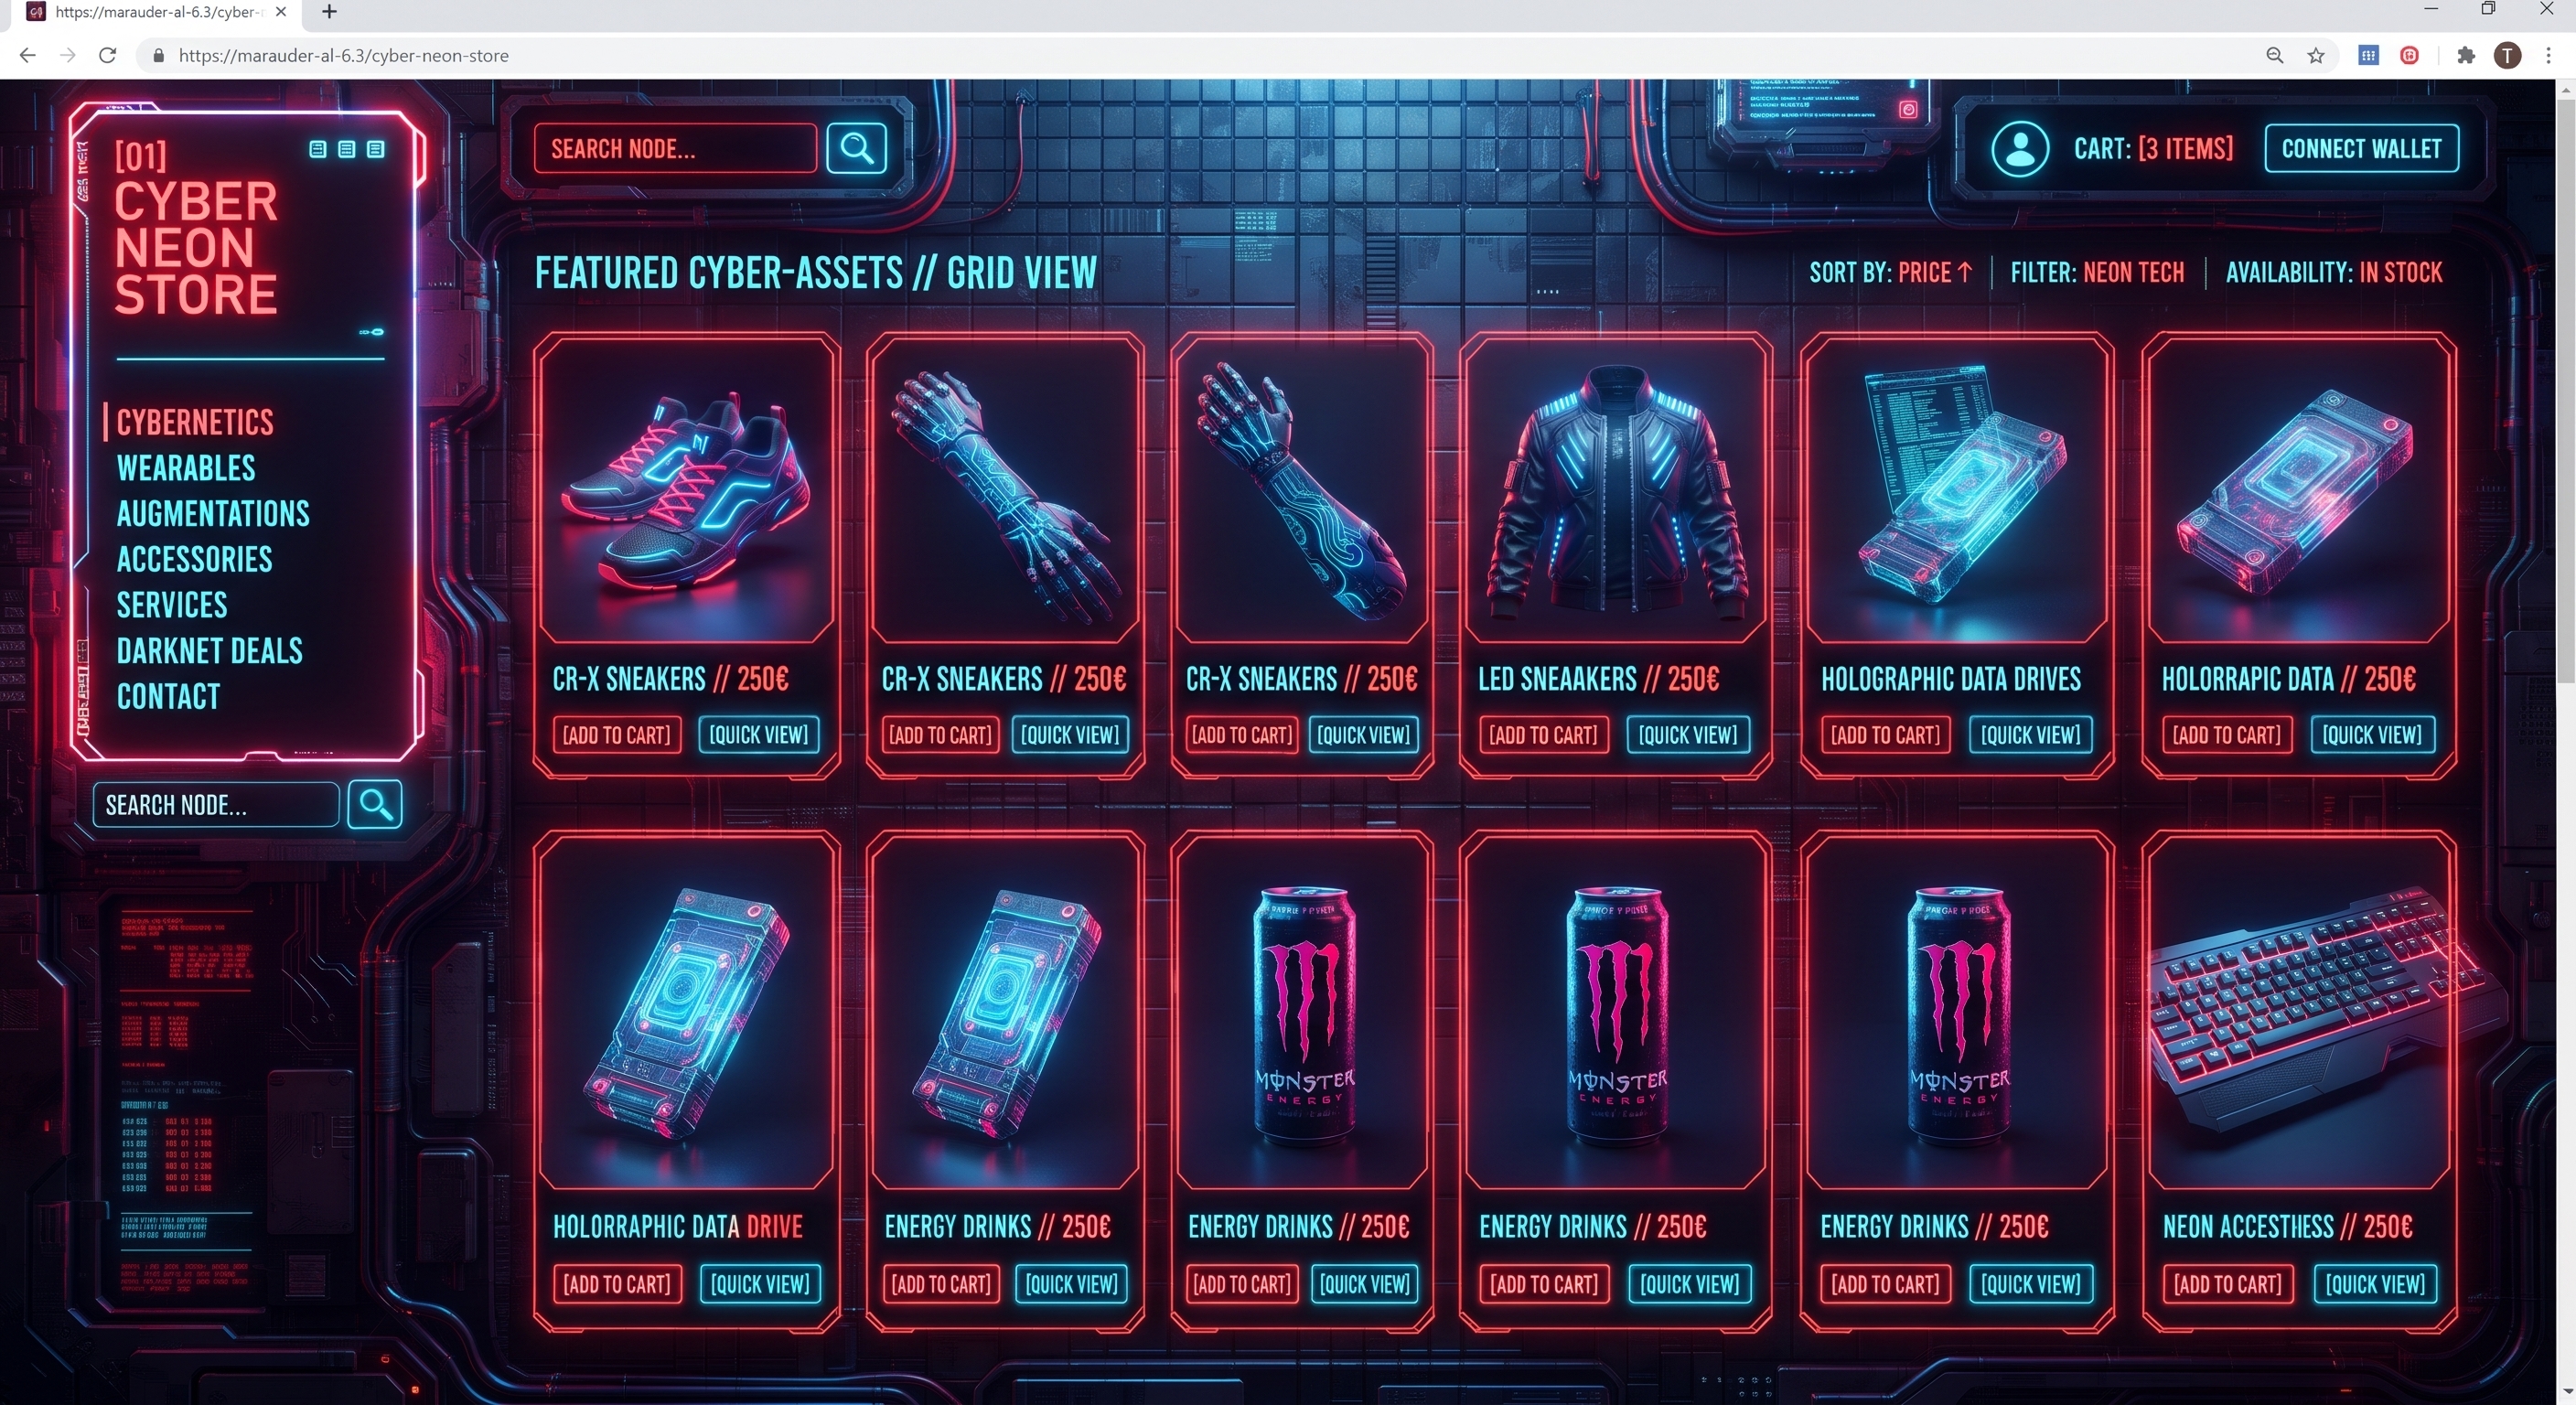 https://marauder-al-6.3/cyber-
https://marauder-al-6.3/cyber-neon-store
T
[01]
CYBER
NEON
STORE
CYBERNETICS
WEARABLES
AUGMENTATIONS
ACCESSORIES
SERVICES
DARKNET DEALS
CONTACT
SEARCH NODE...
SEARCH NODE...
CART: [3 ITEMS]
CONNECT WALLET
FEATURED CYBER-ASSETS // GRID VIEW
SORT BY: PRICE ↑ | FILTER: NEON TECH | AVAILABILITY: IN STOCK
CR-X SNEAKERS // 250€
[ADD TO CART] [QUICK VIEW]
CR-X SNEAKERS // 250€
[ADD TO CART] [QUICK VIEW]
CR-X SNEAKERS // 250€
[ADD TO CART] [QUICK VIEW]
LED SNEAAKERS // 250€
[ADD TO CART] [QUICK VIEW]
HOLOGRAPHIC DATA DRIVES
[ADD TO CART] [QUICK VIEW]
HOLORRAPIC DATA // 250€
[ADD TO CART] [QUICK VIEW]
HOLORRAPHIC DATA DRIVE
[ADD TO CART] [QUICK VIEW]
ENERGY DRINKS // 250€
[ADD TO CART] [QUICK VIEW]
MONSTER
ENERGY
ENERGY DRINKS // 250€
[ADD TO CART] [QUICK VIEW]
MONSTER
ENERGY
ENERGY DRINKS // 250€
[ADD TO CART] [QUICK VIEW]
MONSTER
ENERGY
ENERGY DRINKS // 250€
[ADD TO CART] [QUICK VIEW]
NEON ACCESTHESS // 250€
[ADD TO CART] [QUICK VIEW]